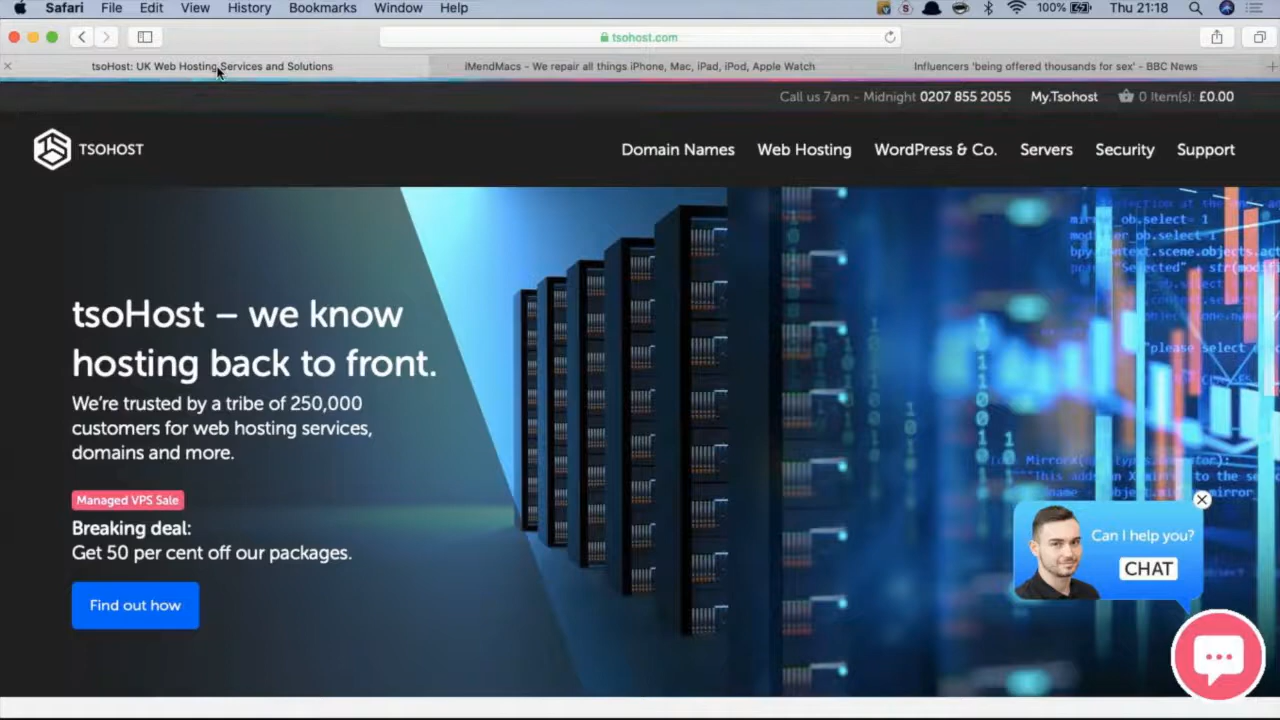 Safari File Edit View History Bookmarks Window Help
100% Thu 21:18
tsohost.com
tsoHost: UK Web Hosting Services and Solutions
iMendMacs - We repair all things iPhone, Mac, iPad, iPod, Apple Watch
Influencers 'being offered thousands for sex' - BBC News
Call us 7am - Midnight 0207 855 2055 My.Tsohost 0 Item(s): £0.00
TSOHOST
Domain Names Web Hosting WordPress & Co. Servers Security Support
tsoHost – we know
hosting back to front.
We're trusted by a tribe of 250,000
customers for web hosting services,
domains and more.
Managed VPS Sale
Breaking deal:
Get 50 per cent off our packages.
Find out how
Can I help you?
CHAT